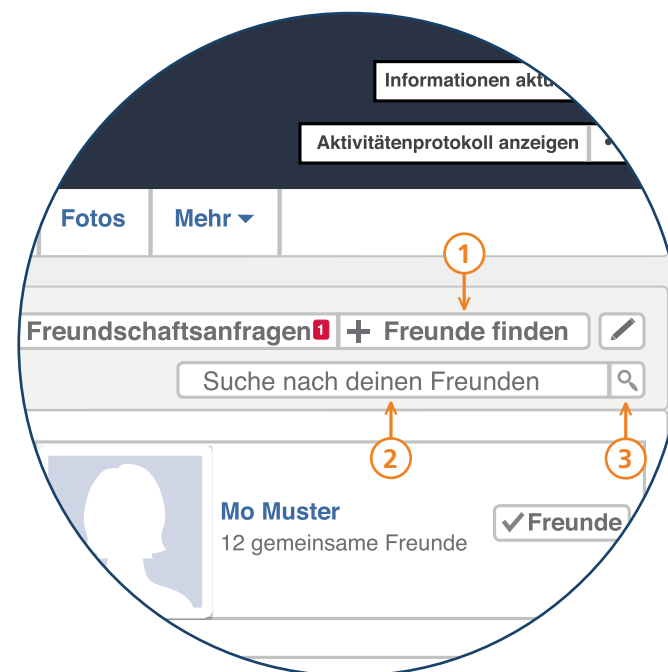 Informationen
Aktivitätenprotokoll anzeigen
Fotos
Mehr
1
Freundschaftsanfragen 1
+ Freunde finden
Suche nach deinen Freunden
2
3
Mo Muster
Freunde
12 gemeinsame Freunde